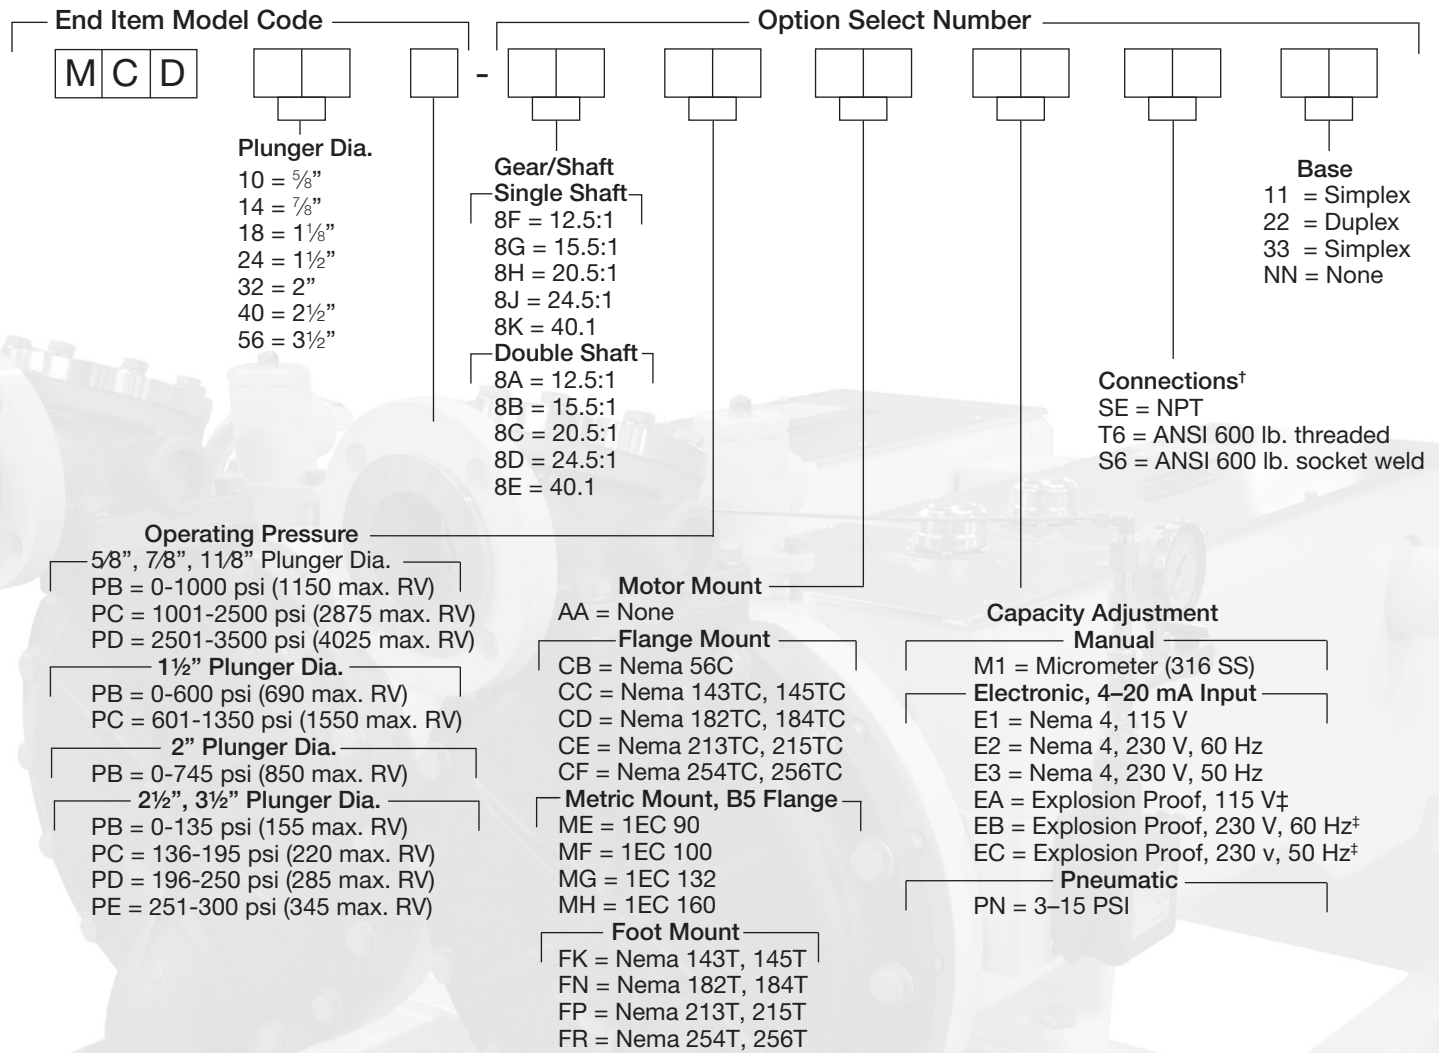 End Item Model Code
Option Select Number
M C D
-
Plunger Dia.
10 = 5⁄8”
14 = 7⁄8”
18 = 11⁄8”
24 = 1½”
32 = 2”
40 = 2½”
56 = 3½”
Gear/Shaft
Single Shaft
8F = 12.5:1
8G = 15.5:1
8H = 20.5:1
8J = 24.5:1
8K = 40.1
Double Shaft
8A = 12.5:1
8B = 15.5:1
8C = 20.5:1
8D = 24.5:1
8E = 40.1
Base
11 = Simplex
22 = Duplex
33 = Simplex
NN = None
Connections†
SE = NPT
T6 = ANSI 600 lb. threaded
S6 = ANSI 600 lb. socket weld
Operating Pressure
5⁄8”, 7⁄8”, 11⁄8” Plunger Dia.
PB = 0-1000 psi (1150 max. RV)
PC = 1001-2500 psi (2875 max. RV)
PD = 2501-3500 psi (4025 max. RV)
1½” Plunger Dia.
PB = 0-600 psi (690 max. RV)
PC = 601-1350 psi (1550 max. RV)
2” Plunger Dia.
PB = 0-745 psi (850 max. RV)
2½”, 3½” Plunger Dia.
PB = 0-135 psi (155 max. RV)
PC = 136-195 psi (220 max. RV)
PD = 196-250 psi (285 max. RV)
PE = 251-300 psi (345 max. RV)
Motor Mount
AA = None
Flange Mount
CB = Nema 56C
CC = Nema 143TC, 145TC
CD = Nema 182TC, 184TC
CE = Nema 213TC, 215TC
CF = Nema 254TC, 256TC
Metric Mount, B5 Flange
ME = 1EC 90
MF = 1EC 100
MG = 1EC 132
MH = 1EC 160
Foot Mount
FK = Nema 143T, 145T
FN = Nema 182T, 184T
FP = Nema 213T, 215T
FR = Nema 254T, 256T
Capacity Adjustment
Manual
M1 = Micrometer (316 SS)
Electronic, 4–20 mA Input
E1 = Nema 4, 115 V
E2 = Nema 4, 230 V, 60 Hz
E3 = Nema 4, 230 V, 50 Hz
EA = Explosion Proof, 115 V‡
EB = Explosion Proof, 230 V, 60 Hz‡
EC = Explosion Proof, 230 v, 50 Hz‡
Pneumatic
PN = 3–15 PSI